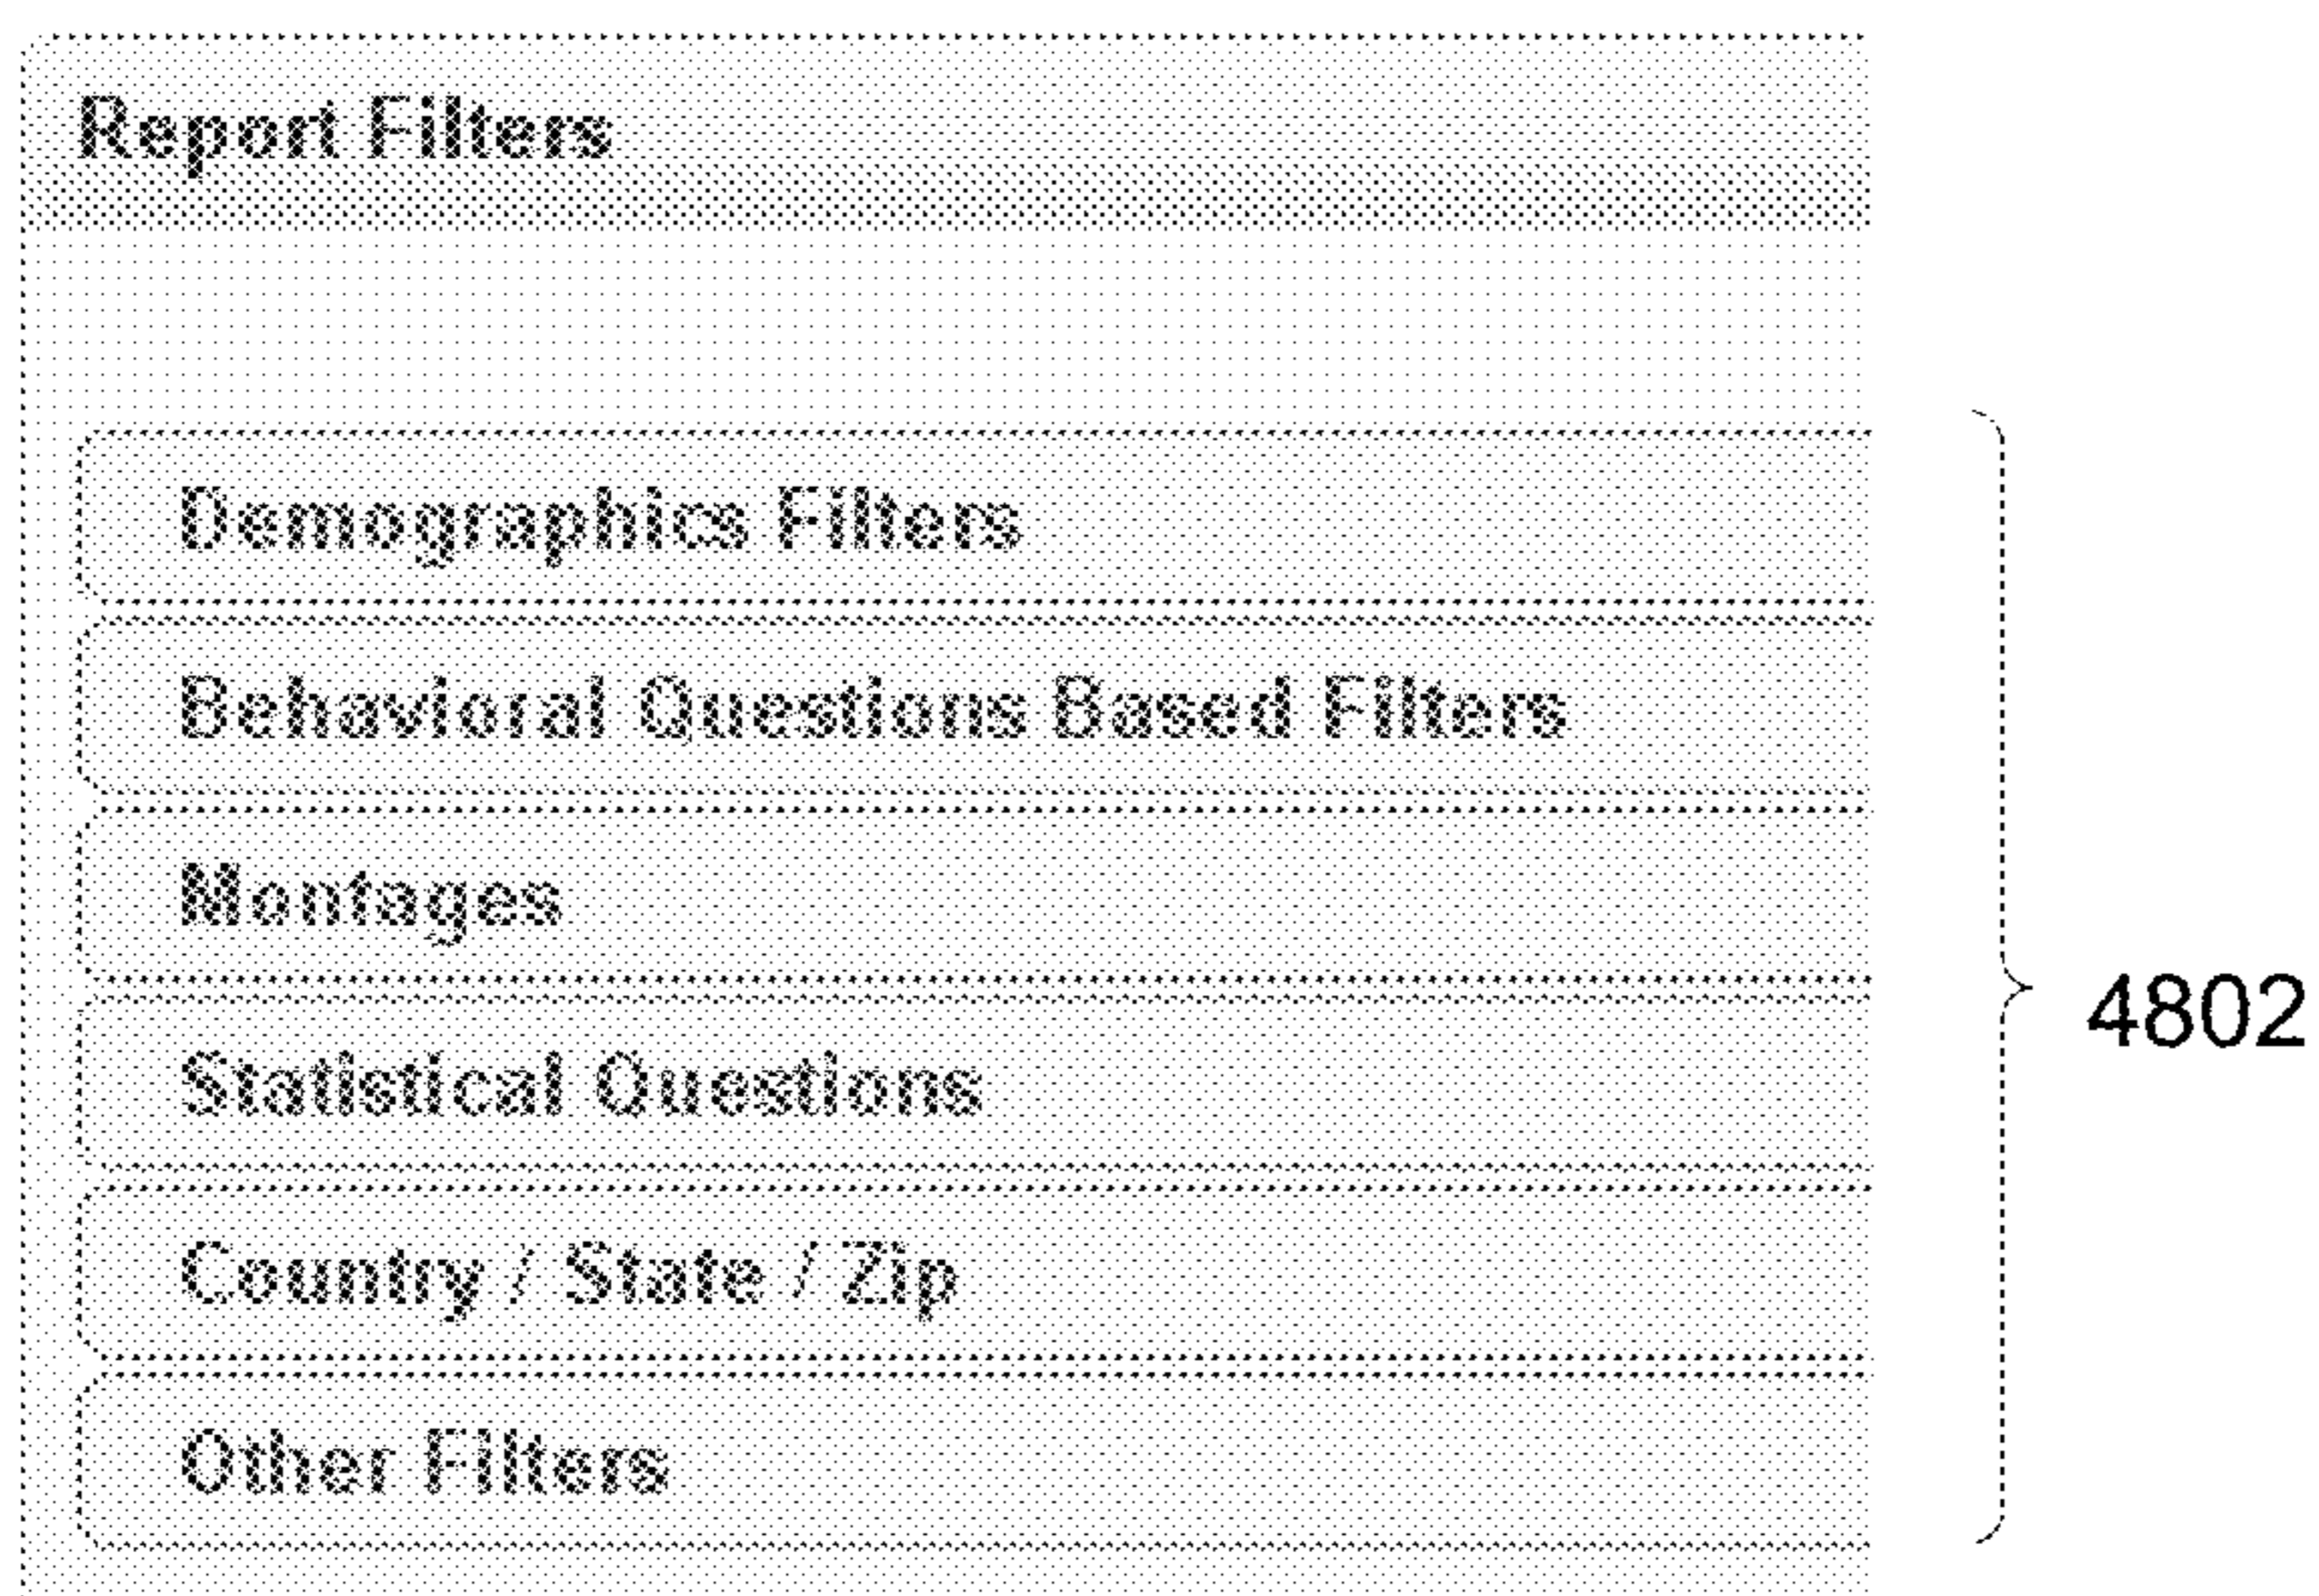 Report Filters
Demographics Filters
Behavioral Questions Based Filters
Montages
Statistical Questions
4802
Country / State / Zip
Other Filters